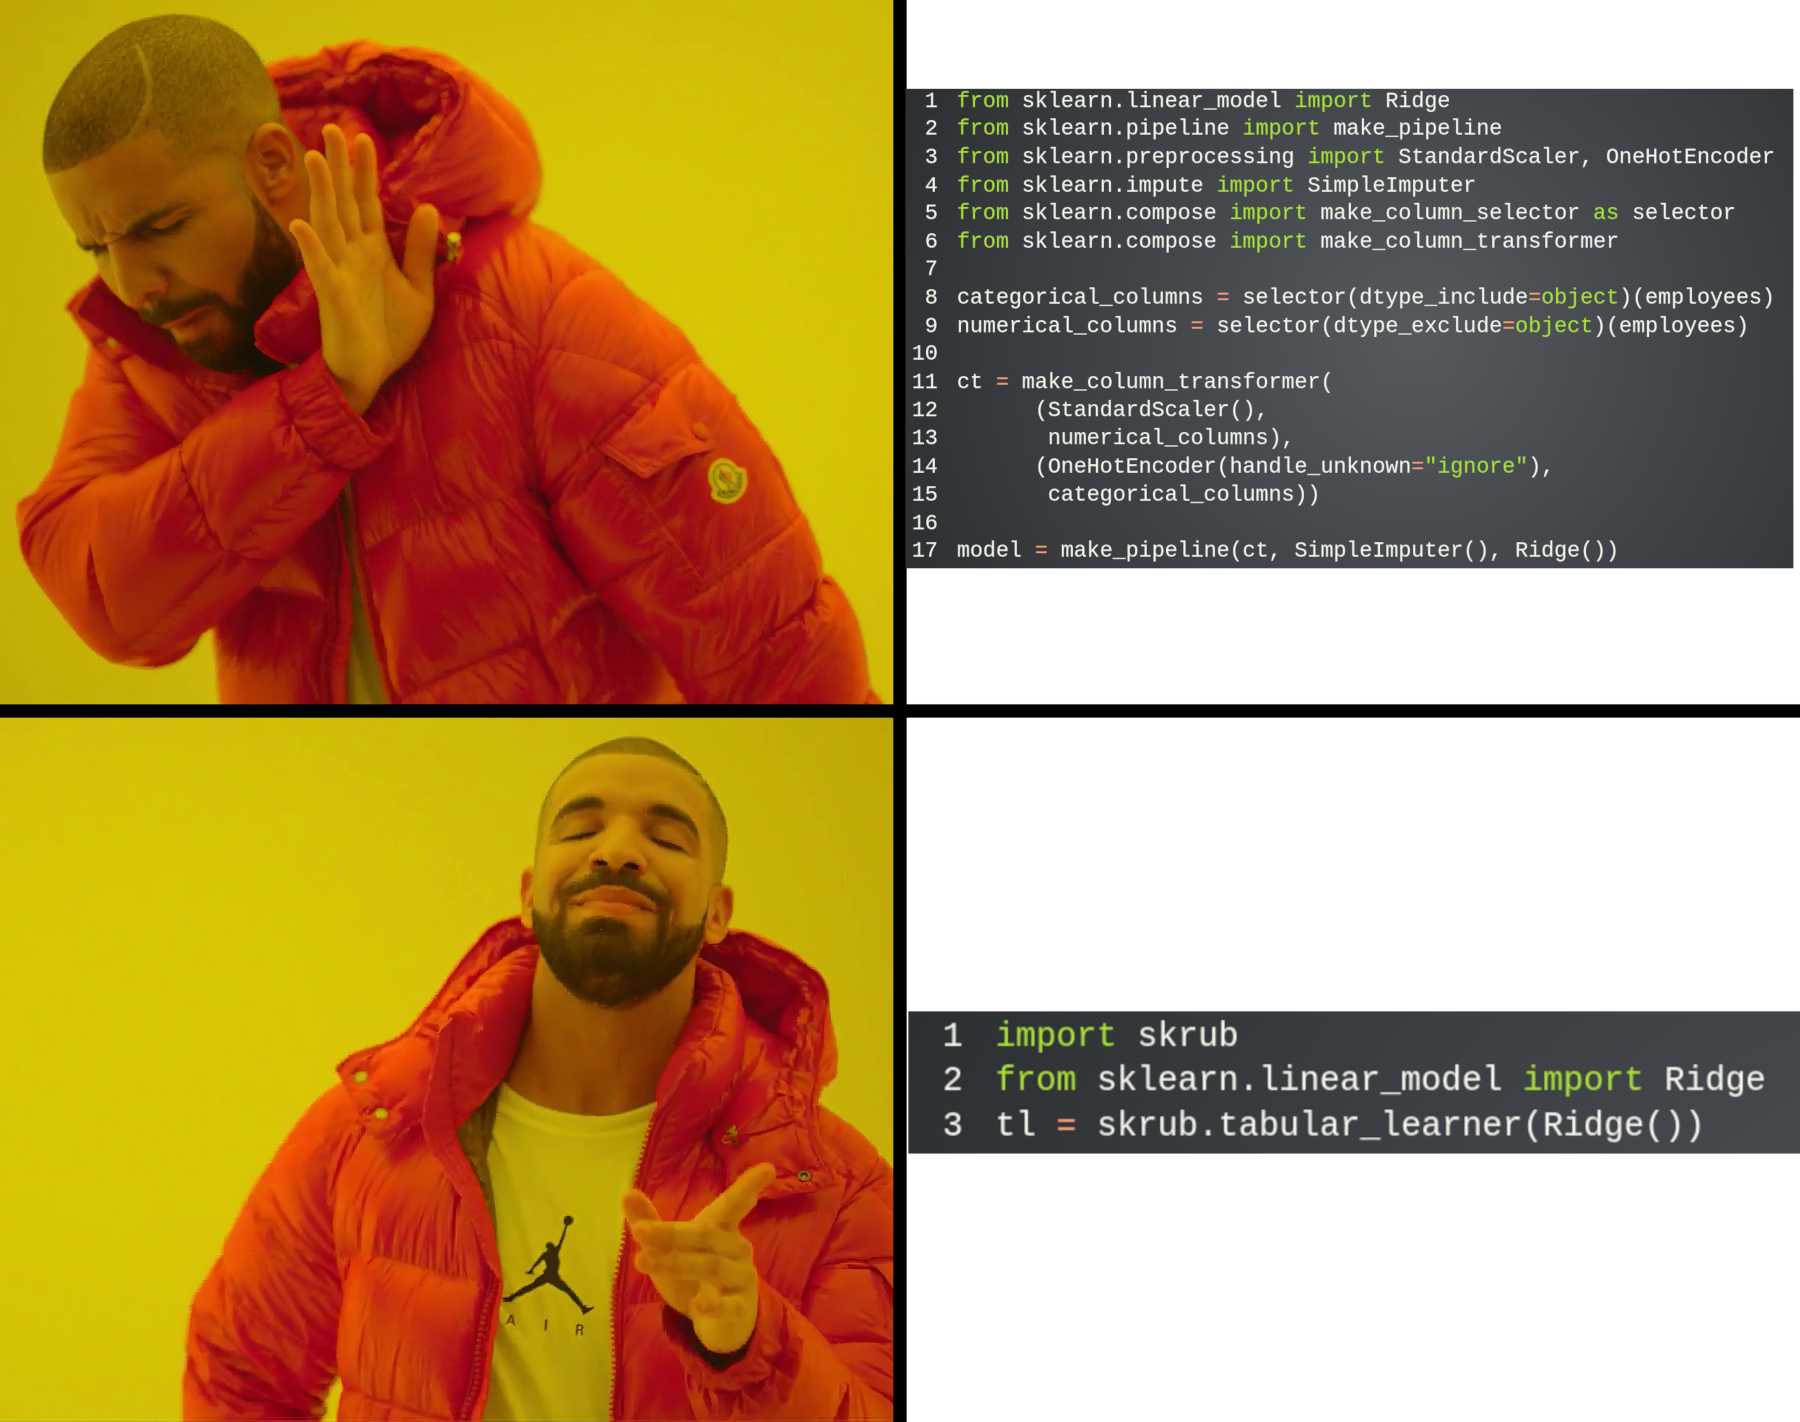 1 from sklearn.linear_model import Ridge
2 from sklearn.pipeline import make_pipeline
3 from sklearn.preprocessing import StandardScaler, OneHotEncoder
4 from sklearn.impute import SimpleImputer
5 from sklearn.compose import make_column_selector as selector
6 from sklearn.compose import make_column_transformer
7
8 categorical_columns = selector(dtype_include=object)(employees)
9 numerical_columns = selector(dtype_exclude=object)(employees)
10
11 ct = make_column_transformer(
12 (StandardScaler(),
13 numerical_columns),
14 (OneHotEncoder(handle_unknown="ignore"),
15 categorical_columns))
16
17 model = make_pipeline(ct, SimpleImputer(), Ridge())
1 import skrub
2 from sklearn.linear_model import Ridge
3 tl = skrub.tabular_learner(Ridge())
AIR